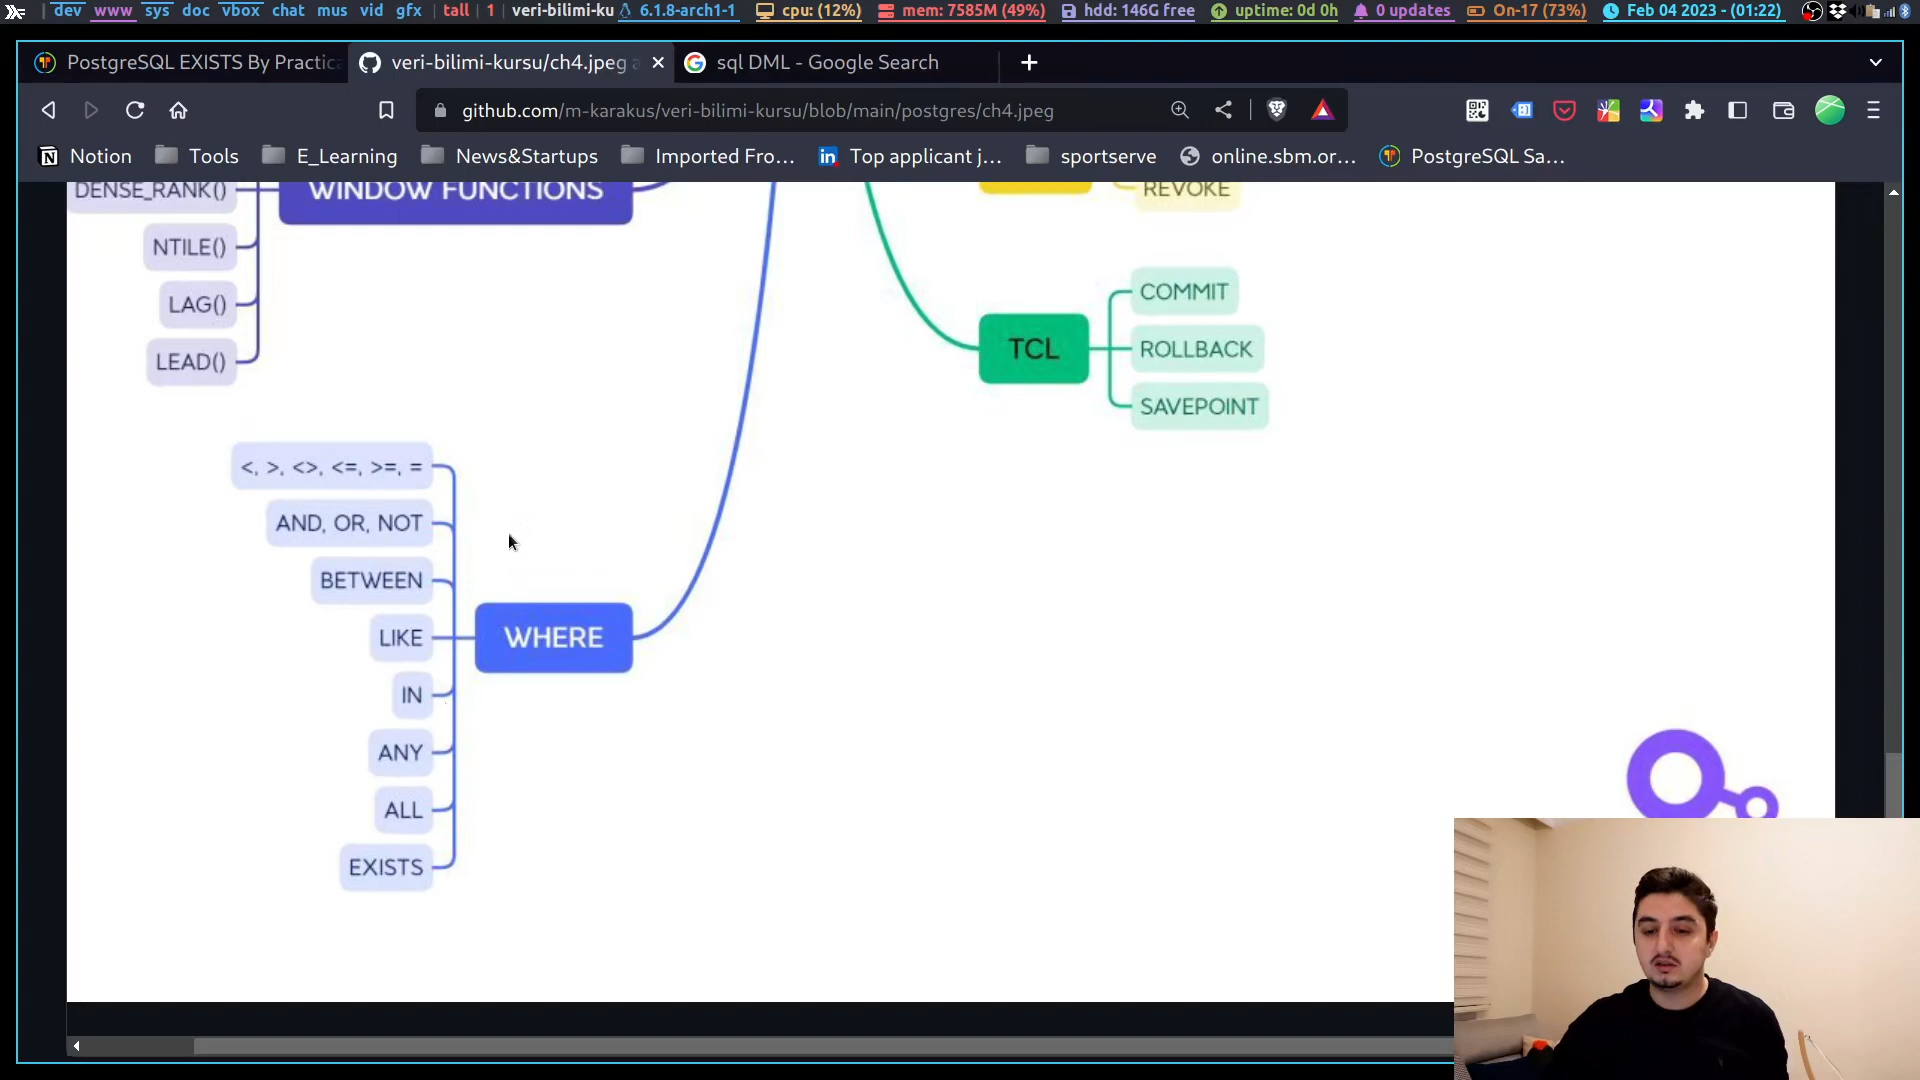 dev www sys doc vbox chat mus vid gfx | tall | 1 | veri-bilimi-ku 6.1.8-arch1-1 cpu: (12%) mem: 7585M (49%) hdd: 146G free uptime: 0d 0h 0 updates On-17 (73%) Feb 04 2023 - (01:22)
PostgreSQL EXISTS By Practica
veri-bilimi-kursu/ch4.jpeg a
sql DML - Google Search
github.com/m-karakus/veri-bilimi-kursu/blob/main/postgres/ch4.jpeg
Notion Tools E_Learning News&Startups Imported Fro... Top applicant j... sportserve online.sbm.or... PostgreSQL Sa...
DENSE_RANK()
WINDOW FUNCTIONS
REVOKE
NTILE()
LAG()
LEAD()
COMMIT
TCL
ROLLBACK
SAVEPOINT
<, >, <>, <=, >=, =
AND, OR, NOT
BETWEEN
LIKE
WHERE
IN
ANY
ALL
EXISTS